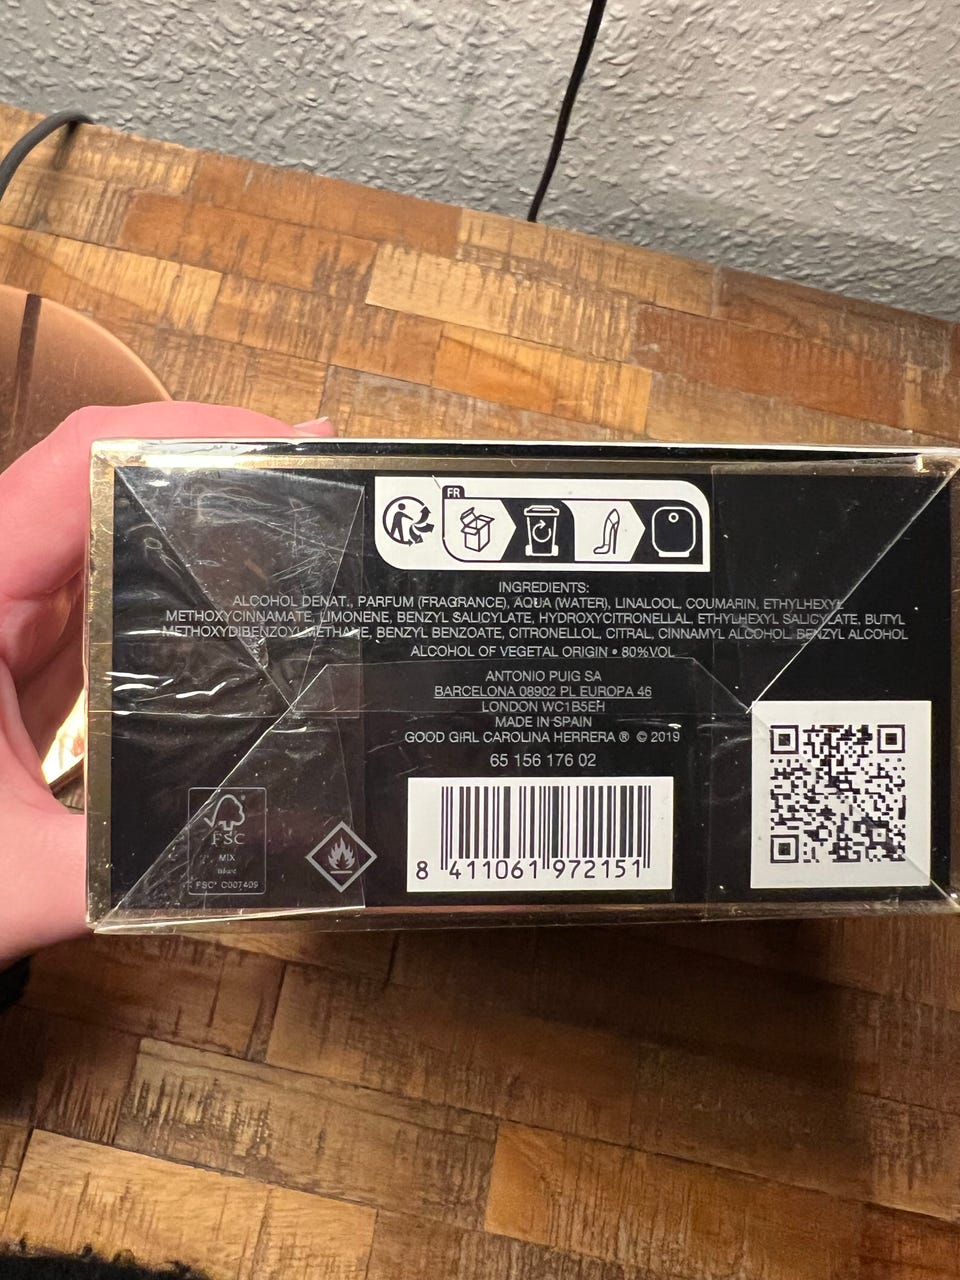 FR
INGREDIENTS:
ALCOHOL DENAT., PARFUM (FRAGRANCE), AQUA (WATER), LINALOOL, COUMARIN, ETHYLHEXYL
METHOXYCINNAMATE, LIMONENE, BENZYL SALICYLATE, HYDROXYCITRONELLAL, ETHYLHEXYL SALICYLATE, BUTYL
METHOXYDIBENZOYLMETHANE, BENZYL BENZOATE, CITRONELLOL, CITRAL, CINNAMYL ALCOHOL, BENZYL ALCOHOL
ALCOHOL OF VEGETAL ORIGIN • 80%VOL
ANTONIO PUIG SA
BARCELONA 08902 PL EUROPA 46
LONDON WC1B5EH
MADE IN SPAIN
GOOD GIRL CAROLINA HERRERA ® © 2019
65 156 176 02
FSC
MIX
FSC® C007409
8 411061 972151